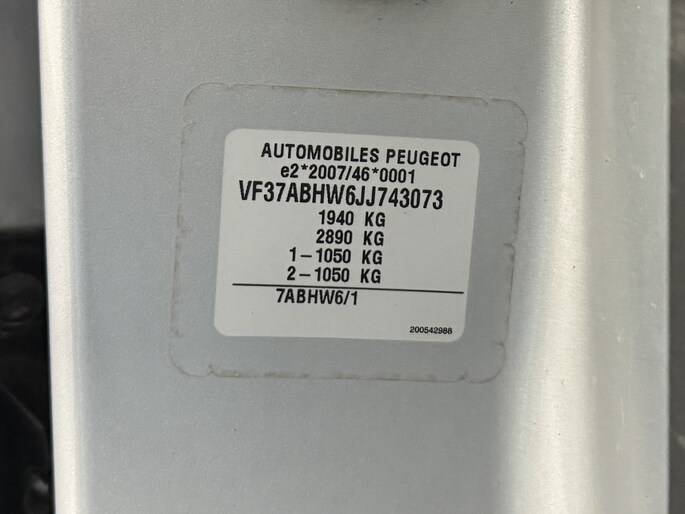 AUTOMOBILES PEUGEOT
e2*2007/46*0001
VF37ABHW6JJ743073
1940 KG
2890 KG
1-1050 KG
2-1050 KG
7ABHW6/1
200542988